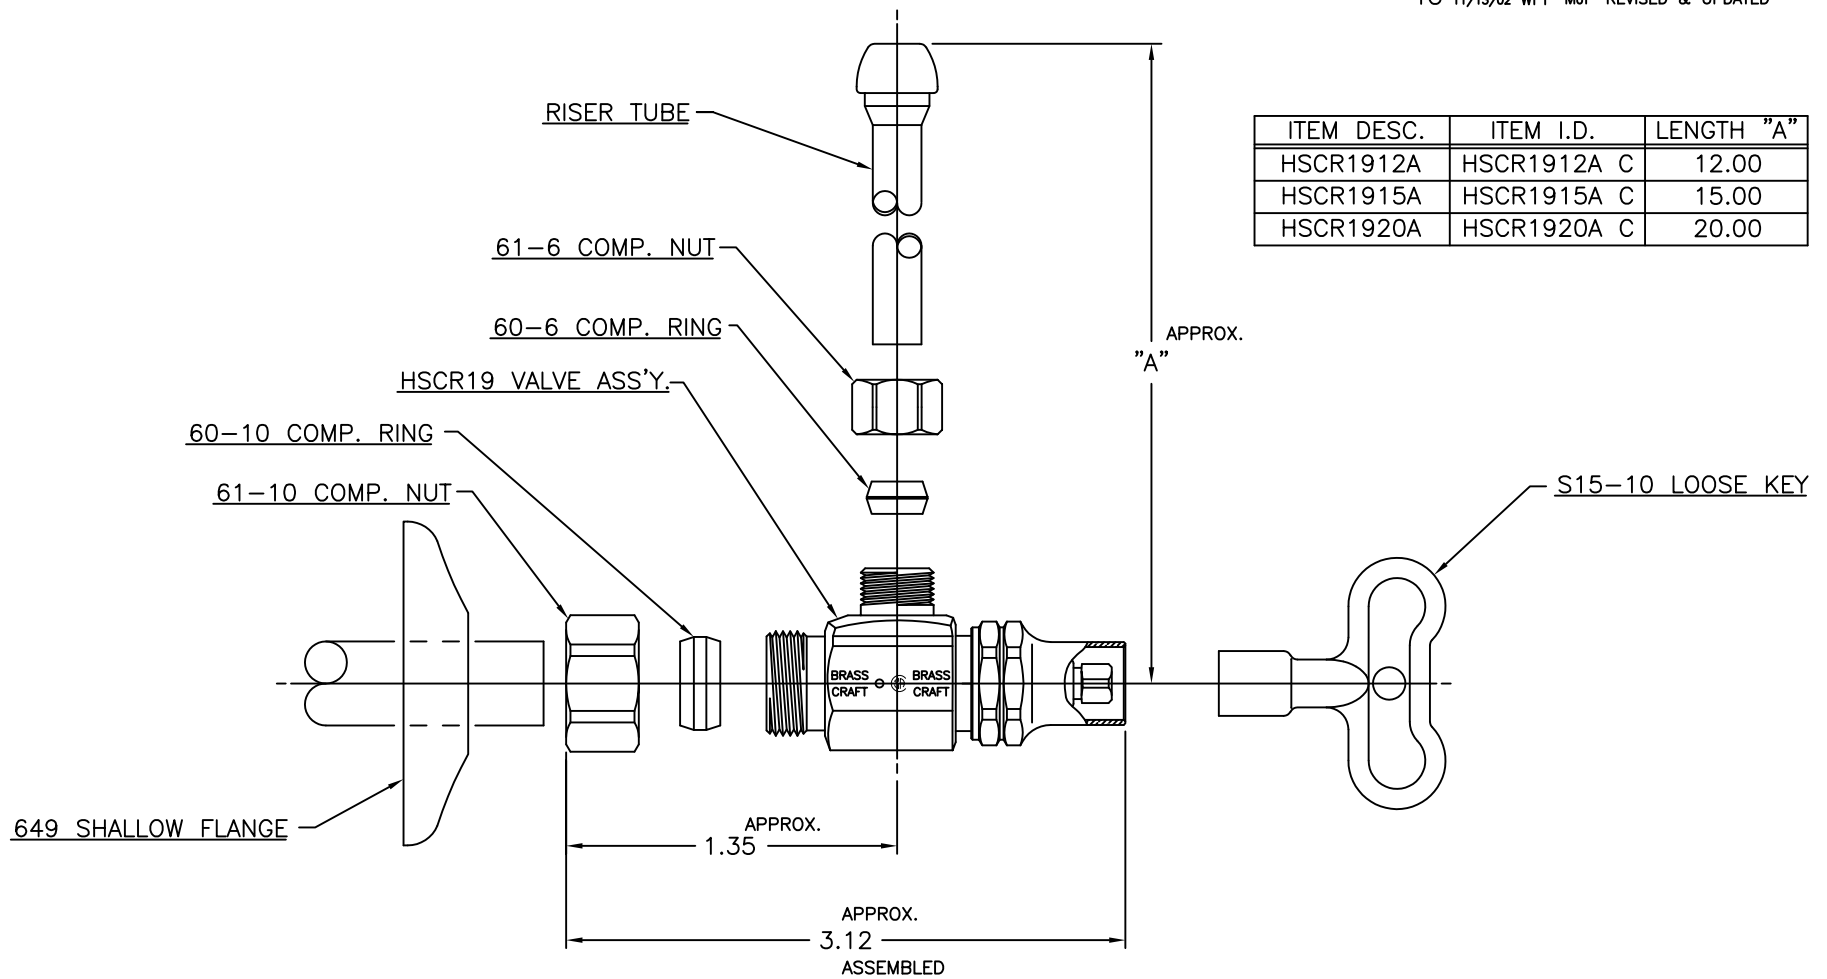 REVISED & UPDATED
RISER TUBE
ITEM DESC. ITEM I.D. LENGTH "A"
HSCR1912A HSCR1912A C 12.00
HSCR1915A HSCR1915A C 15.00
HSCR1920A HSCR1920A C 20.00
61-6 COMP. NUT
60-6 COMP. RING
APPROX.
"A"
HSCR19 VALVE ASS'Y.
60-10 COMP. RING
61-10 COMP. NUT
S15-10 LOOSE KEY
BRASS
CRAFT
BRASS
CRAFT
649 SHALLOW FLANGE
APPROX.
1.35
APPROX.
3.12
ASSEMBLED